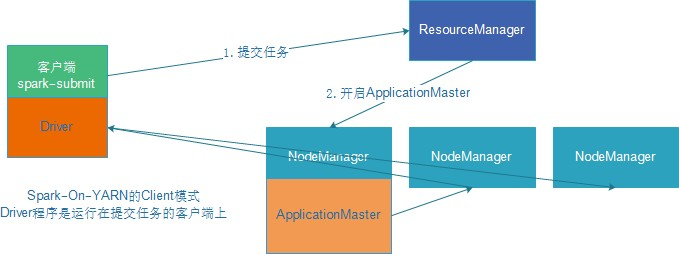 ResourceManager
1. 提交任务
客户端
spark-submit
2. 开启ApplicationMaster
Driver
NodeManager
NodeManager
NodeManager
Spark-On-YARN的Client模式
Driver程序是运行在提交任务的客户端上
ApplicationMaster